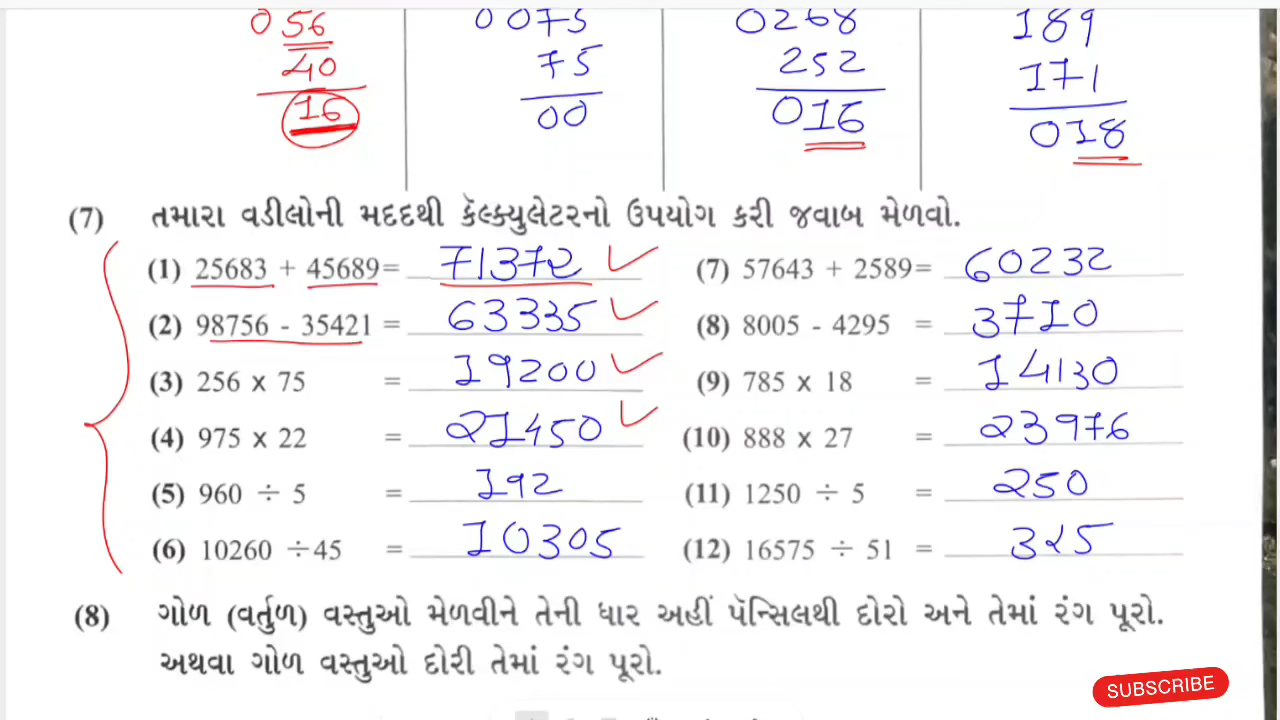 056 0075 0268 189
40 75 252 171
16 00 016 018
(7) તમારા વડીલોની મદદથી કૅલ્ક્યુલેટરનો ઉપયોગ કરી જવાબ મેળવો.
(1) 25683 + 45689= 71372 (7) 57643 + 2589= 60232
(2) 98756 - 35421 = 63335 (8) 8005 - 4295 = 3710
(3) 256 x 75 = 19200 (9) 785 x 18 = 14130
(4) 975 x 22 = 21450 (10) 888 x 27 = 23976
(5) 960 ÷ 5 = 192 (11) 1250 ÷ 5 = 250
(6) 10260 ÷45 = 10305 (12) 16575 ÷ 51 = 325
(8) ગોળ (વર્તુળ) વસ્તુઓ મેળવીને તેની ધાર અહીં પૅન્સિલથી દોરો અને તેમાં રંગ પૂરો.
અથવા ગોળ વસ્તુઓ દોરી તેમાં રંગ પૂરો.
SUBSCRIBE